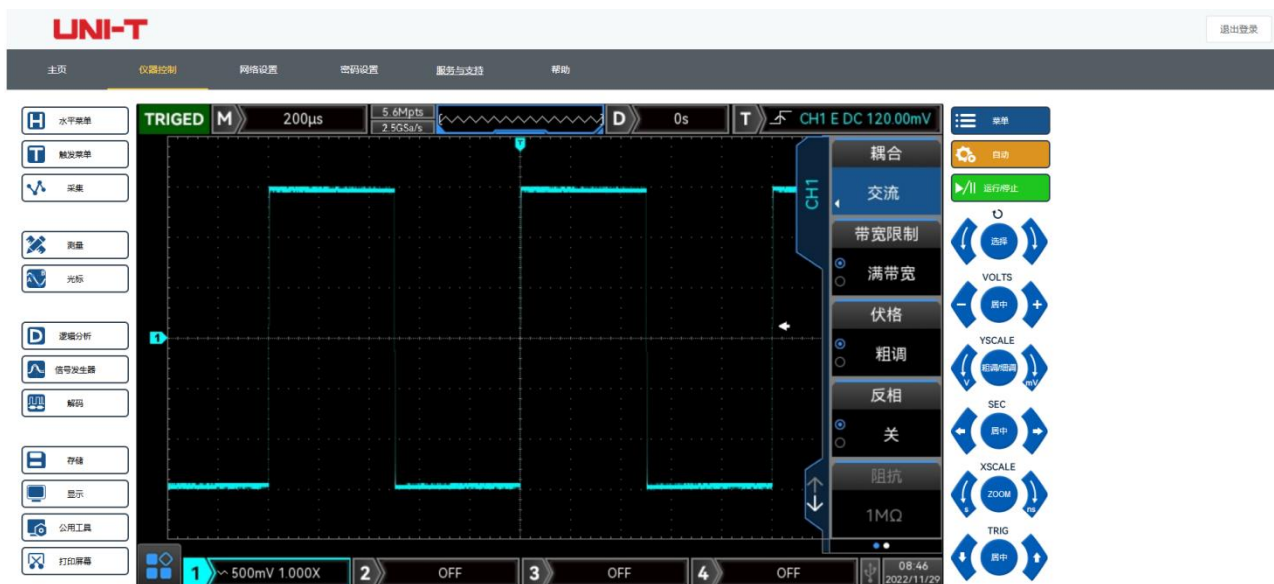 UNI-T
退出登录
主页 仪器控制 网络设置 密码设置 服务与支持 帮助
H 水平菜单
T 触发菜单
采集
测量
光标
D 逻辑分析
信号发生器
解码
存储
显示
公用工具
打印屏幕
TRIGED M 200μs 5.6Mpts 2.5GSa/s D 0s T CH1 E DC 120.00mV
T
1
CH1
耦合
交流
带宽限制
满带宽
伏格
粗调
反相
关
阻抗
1MΩ
1 500mV 1.000X 2 OFF 3 OFF 4 OFF 08:46
2022/11/29
菜单
自动
运行/停止
选择
VOLTS
- 居中 +
YSCALE
粗调/细调
V mV
SEC
居中
XSCALE
ZOOM
s ns
TRIG
居中